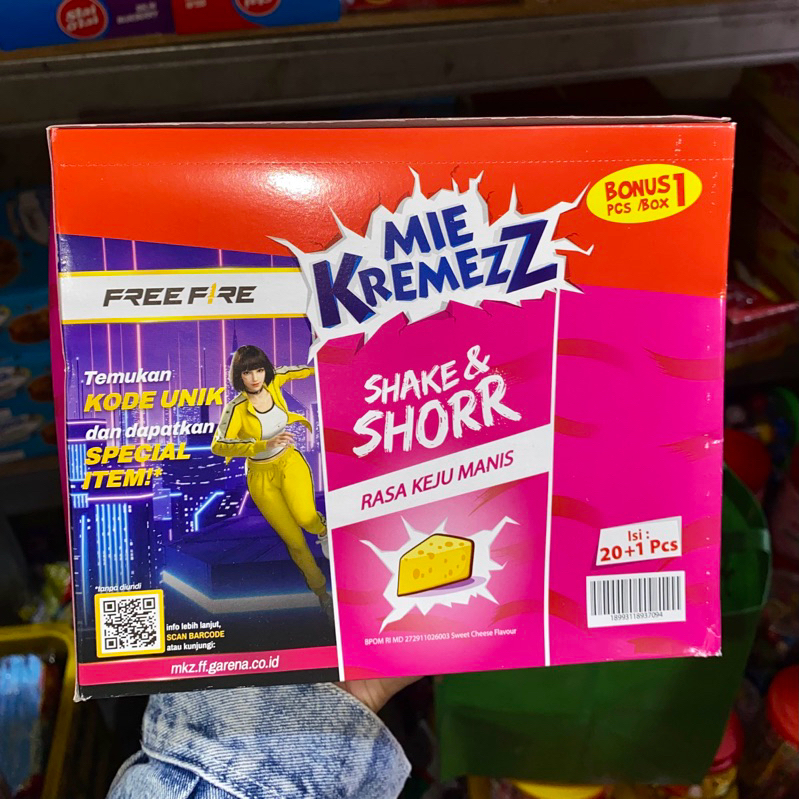 BONUS 1
PCS /BOX
MIE
KREMEZZ
FREE FIRE
Temukan
KODE UNIK
dan dapatkan
SPECIAL
ITEM!*
*tanpa diundi
info lebih lanjut,
SCAN BARCODE
atau kunjungi:
mkz.ff.garena.co.id
SHAKE &
SHORR
RASA KEJU MANIS
BPOM RI MD 272911026003 Sweet Cheese Flavour
Isi :
20+1 Pcs
18993118937094